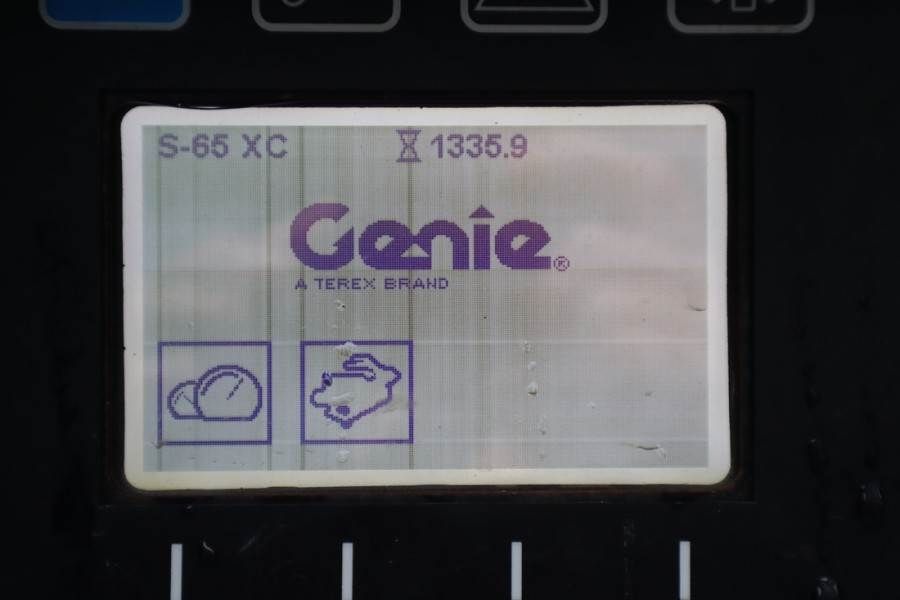 S-65 XC 1335.9
Genie®
A TEREX BRAND